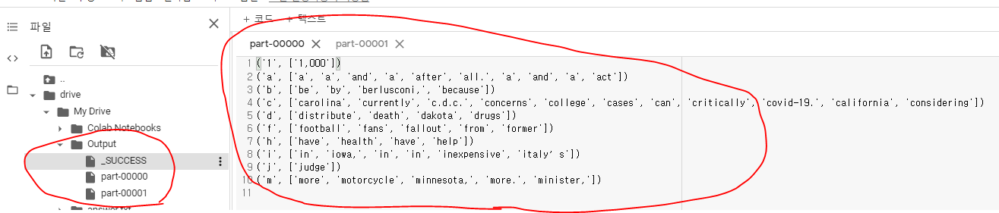 + 코드 + 텍스트
파일
part-00000 × part-00001 ×
..
drive
My Drive
Colab Notebooks
Output
_SUCCESS
part-00000
part-00001
answer.txt
1 ('1', ['1,000'])
2 ('a', ['a', 'a', 'and', 'a', 'after', 'all.', 'a', 'and', 'a', 'act'])
3 ('b', ['be', 'by', 'berlusconi,', 'because'])
4 ('c', ['carolina', 'currently', 'c.d.c.', 'concerns', 'college', 'cases', 'can', 'critically', 'covid-19.', 'california', 'considering'])
5 ('d', ['distribute', 'death', 'dakota', 'drugs'])
6 ('f', ['football', 'fans', 'fallout', 'from', 'former'])
7 ('h', ['have', 'health', 'have', 'help'])
8 ('i', ['in', 'iowa,', 'in', 'in', 'inexpensive', 'italy’s'])
9 ('j', ['judge'])
10 ('m', ['more', 'motorcycle', 'minnesota,', 'more.', 'minister,'])
11